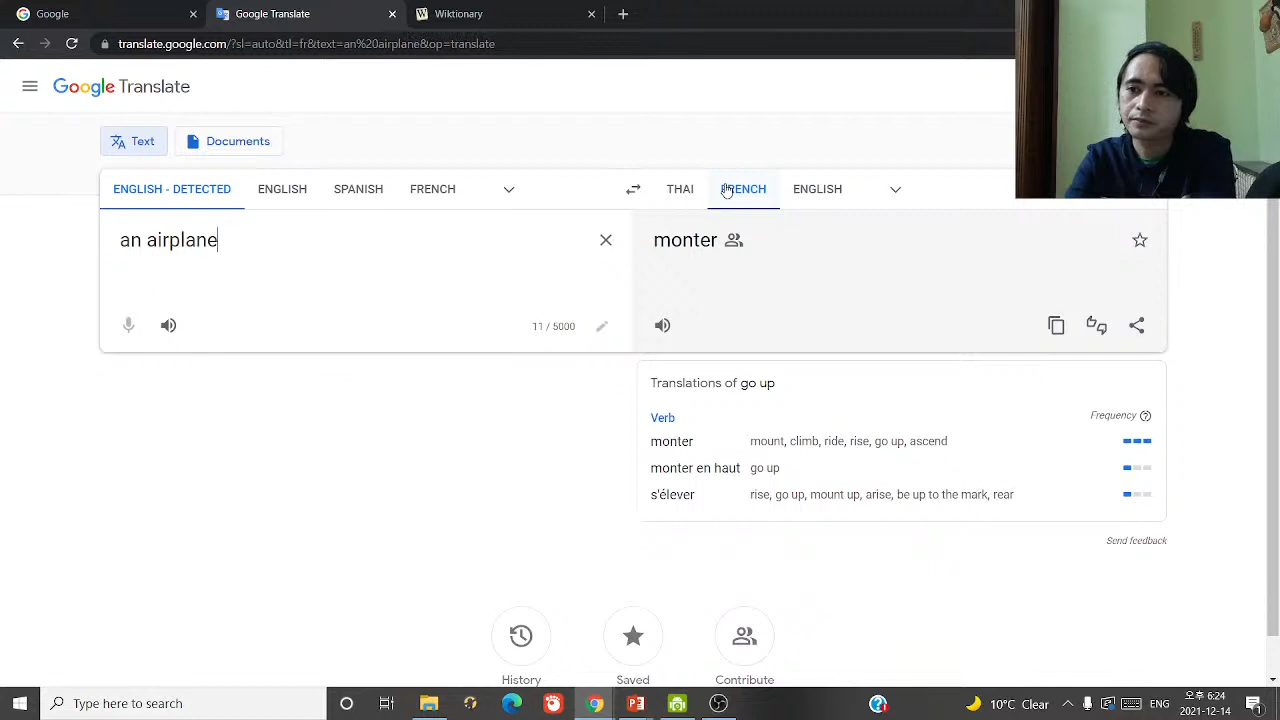 Google
Google Translate
Wiktionary
translate.google.com/?sl=auto&tl=fr&text=an%20airplane&op=translate
Google Translate
Text
Documents
ENGLISH - DETECTED
ENGLISH
SPANISH
FRENCH
THAI
FRENCH
ENGLISH
an airplane
monter
11 / 5000
Translations of go up
Verb
Frequency
monter
mount, climb, ride, rise, go up, ascend
monter en haut
go up
s'élever
rise, go up, mount up, arise, be up to the mark, rear
Send feedback
History
Saved
Contribute
Type here to search
10°C Clear
ENG
오후 6:24
2021-12-14